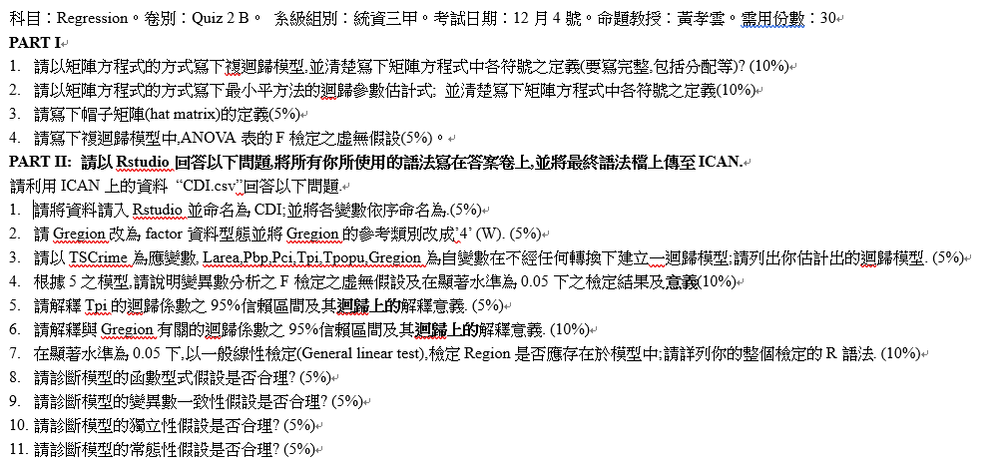 科目：Regression。卷別：Quiz 2 B。 系級組別：統資三甲。考試日期：12 月 4 號。命題教授：黃孝雲。需用份數：30
PART I
1. 請以矩陣方程式的方式寫下複迴歸模型,並清楚寫下矩陣方程式中各符號之定義(要寫完整,包括分配等)? (10%)
2. 請以矩陣方程式的方式寫下最小平方法的迴歸參數估計式; 並清楚寫下矩陣方程式中各符號之定義(10%)
3. 請寫下帽子矩陣(hat matrix)的定義(5%)
4. 請寫下複迴歸模型中,ANOVA 表的 F 檢定之虛無假設(5%)。
PART II: 請以 Rstudio 回答以下問題,將所有你所使用的語法寫在答案卷上,並將最終語法檔上傳至 ICAN.
請利用 ICAN 上的資料 “CDI.csv”回答以下問題.
1. 請將資料請入 Rstudio 並命名為 CDI;並將各變數依序命名為.(5%)
2. 請 Gregion 改為 factor 資料型態並將 Gregion 的參考類別改成’4’ (W). (5%)
3. 請以 TSCrime 為應變數, Larea,Pbp,Pci,Tpi,Tpopu,Gregion 為自變數在不經任何轉換下建立一迴歸模型;請列出你估計出的迴歸模型. (5%)
4. 根據 5 之模型,請說明變異數分析之 F 檢定之虛無假設及在顯著水準為 0.05 下之檢定結果及意義(10%)
5. 請解釋 Tpi 的迴歸係數之 95%信賴區間及其迴歸上的解釋意義. (5%)
6. 請解釋與 Gregion 有關的迴歸係數之 95%信賴區間及其迴歸上的解釋意義. (10%)
7. 在顯著水準為 0.05 下,以一般線性檢定(General linear test),檢定 Region 是否應存在於模型中;請詳列你的整個檢定的 R 語法. (10%)
8. 請診斷模型的函數型式假設是否合理? (5%)
9. 請診斷模型的變異數一致性假設是否合理? (5%)
10. 請診斷模型的獨立性假設是否合理? (5%)
11. 請診斷模型的常態性假設是否合理? (5%)